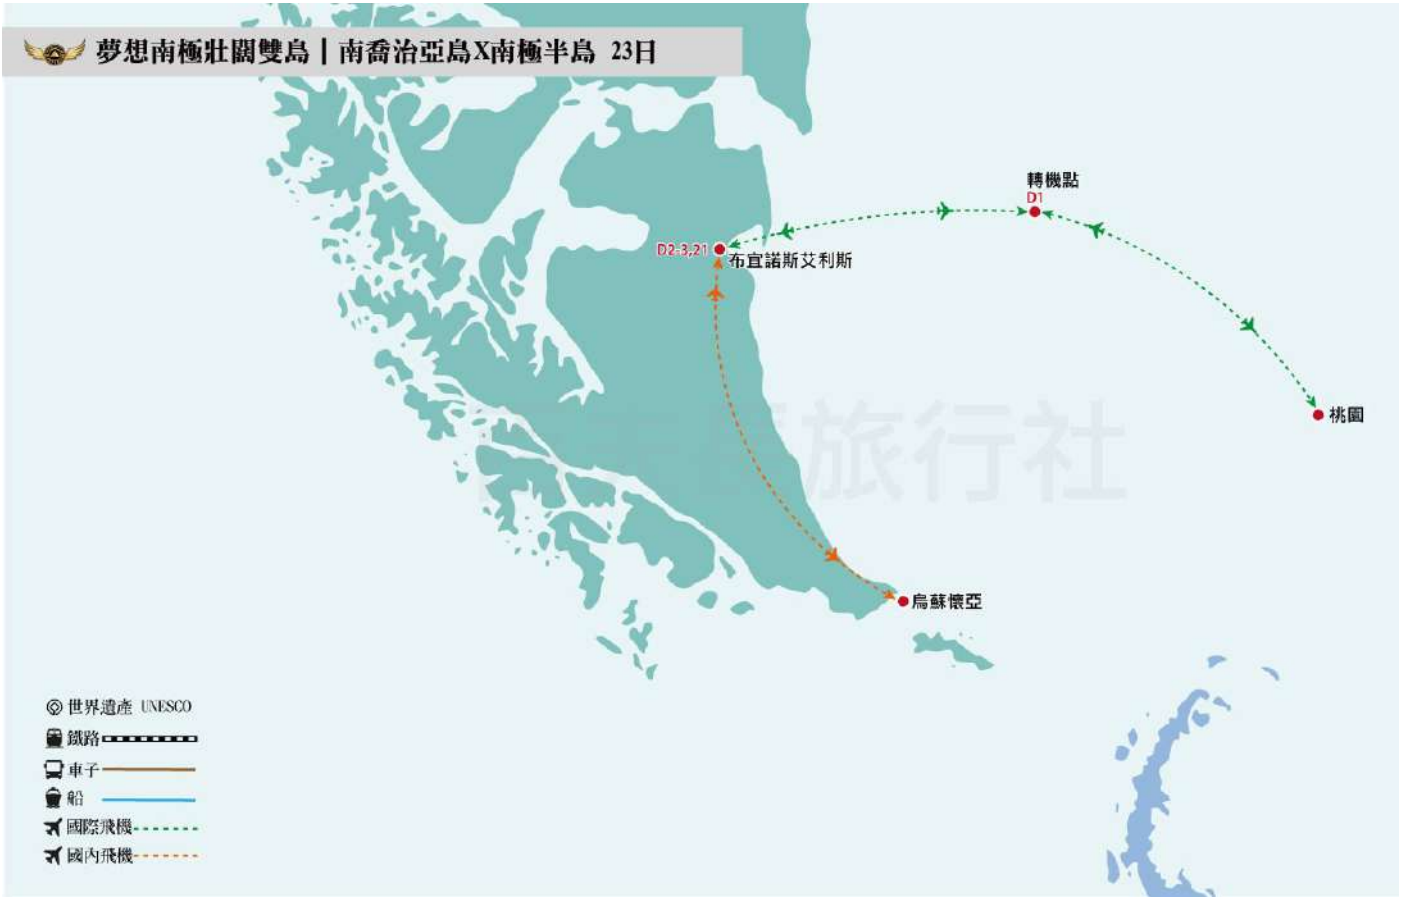 夢想南極壯闊雙島 | 南喬治亞島X南極半島 23日
轉機點
D1
D2-3,21
布宜諾斯艾利斯
桃園
旅行社
烏蘇懷亞
世界遺產 UNESCO
鐵路
車子
船
國際飛機
國內飛機